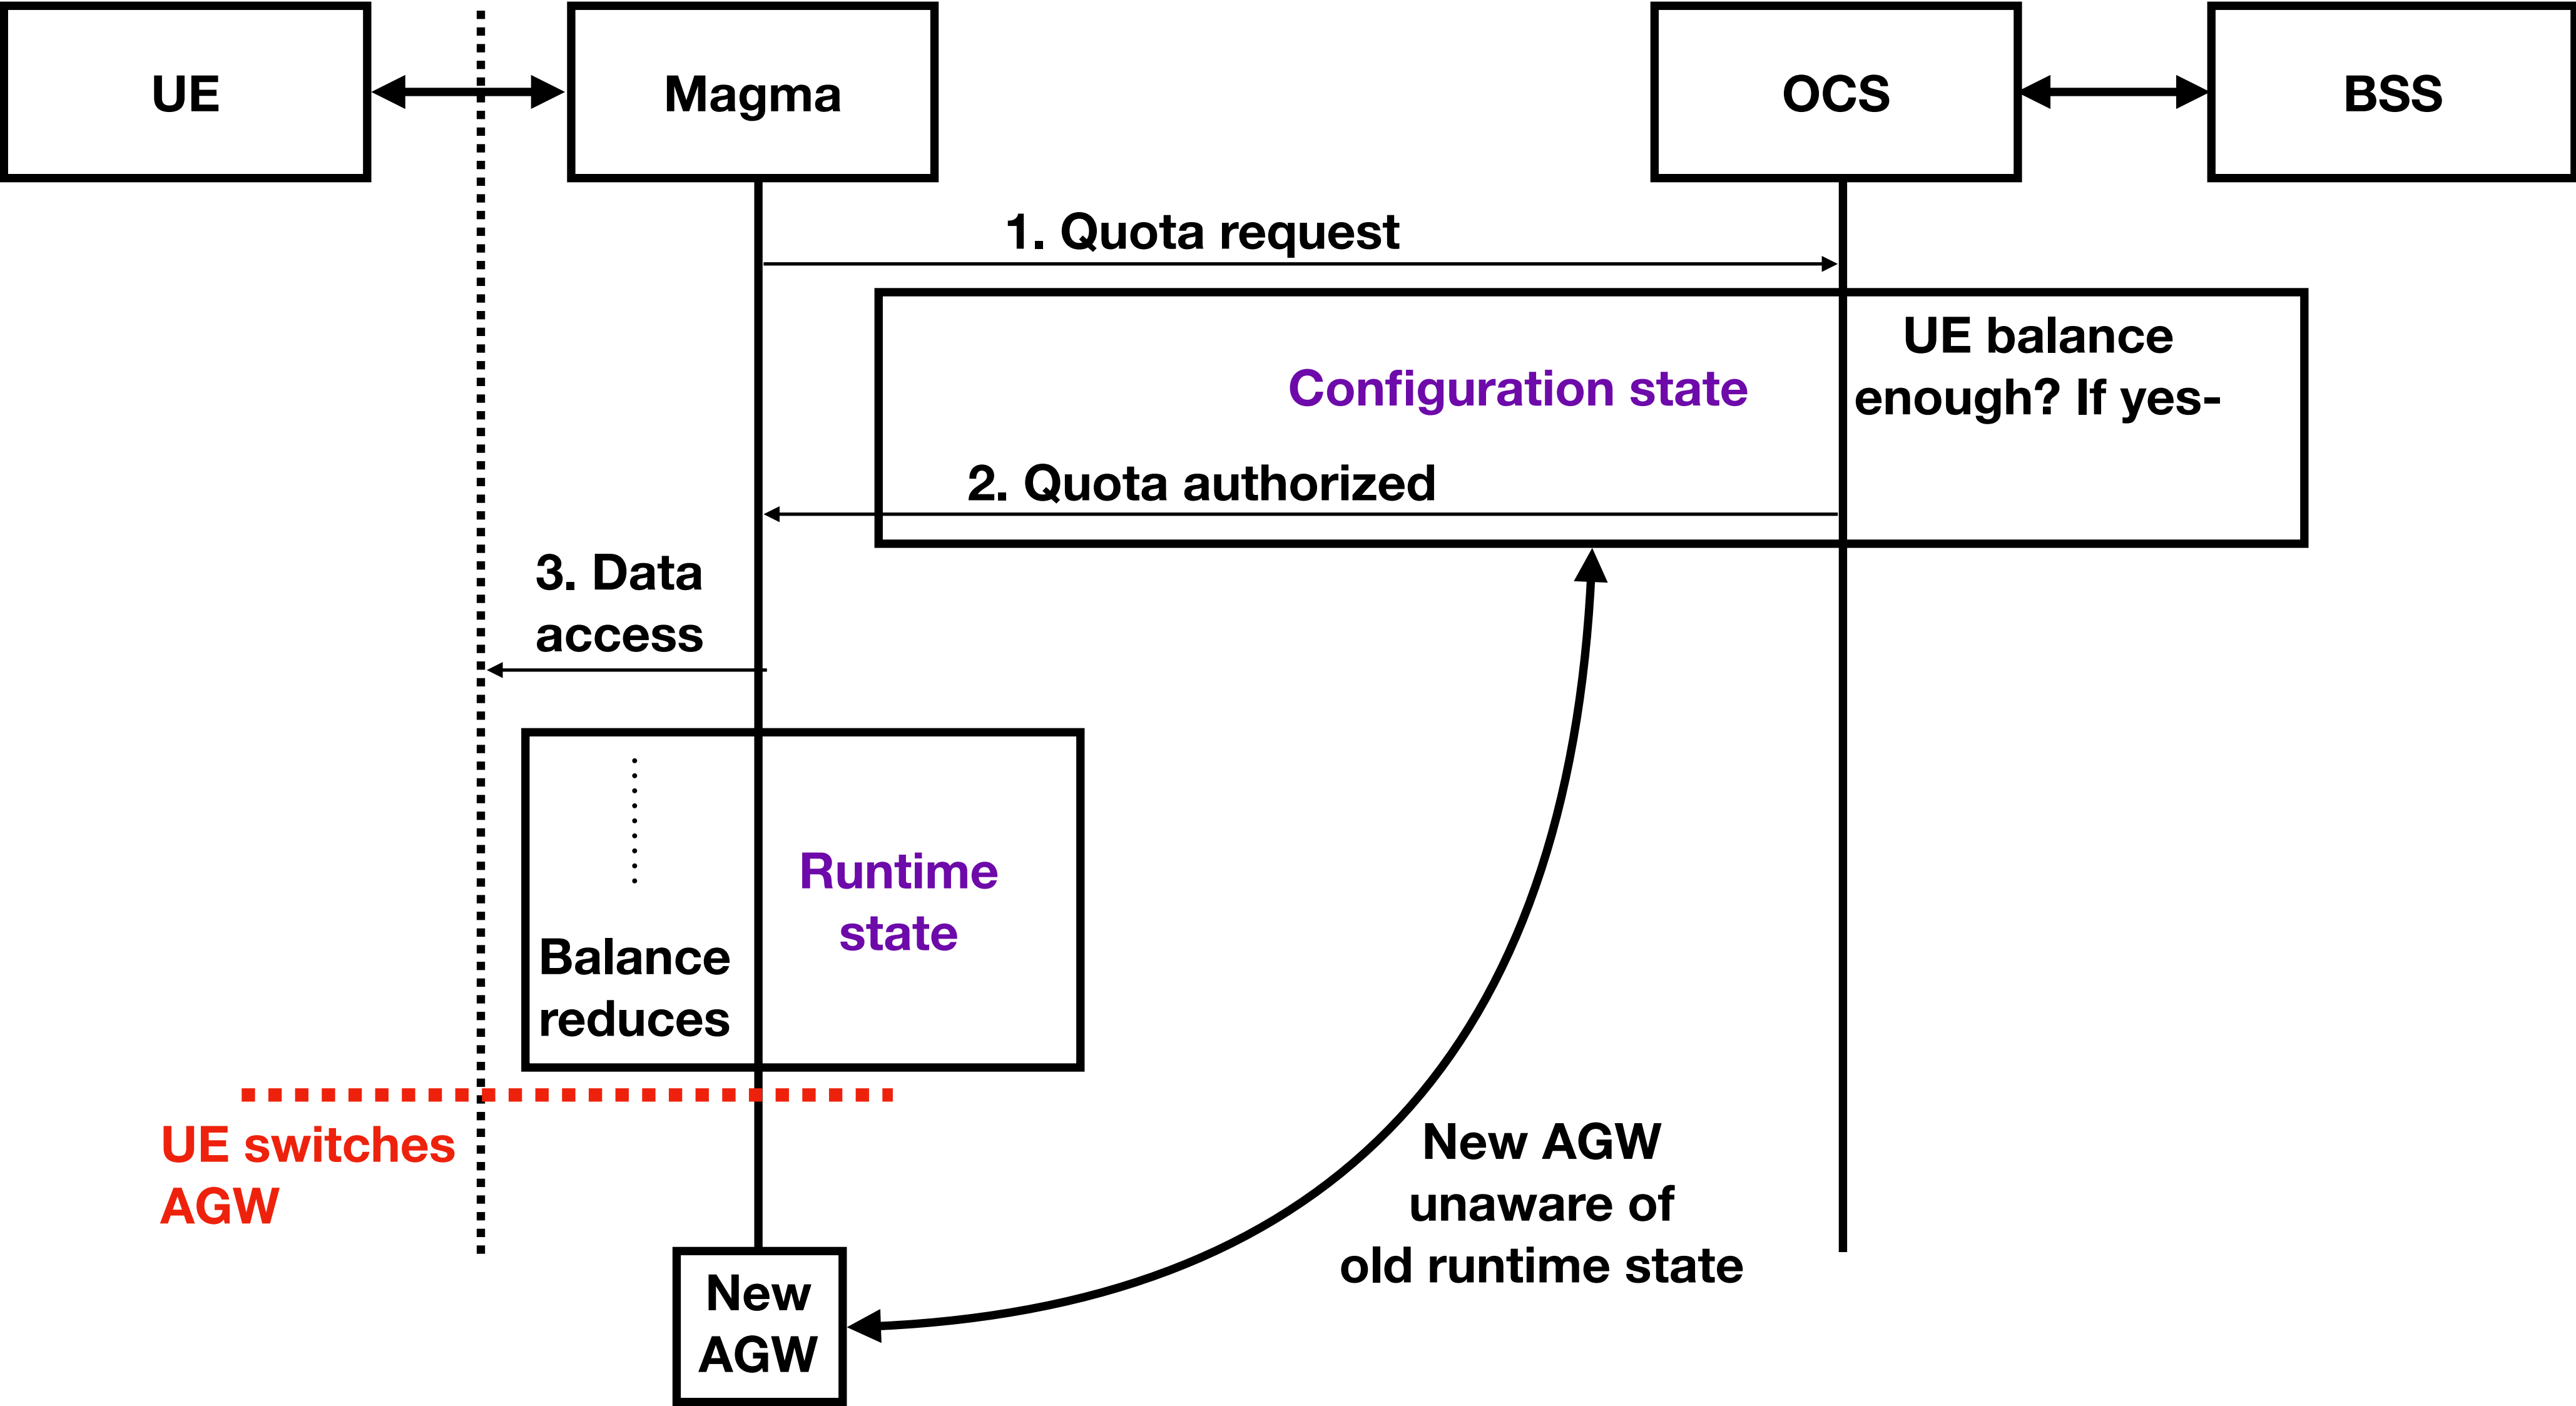 UE
Magma
OCS
BSS
1. Quota request
UE balance
enough? If yes-
Configuration state
2. Quota authorized
3. Data
access
Runtime
state
Balance
reduces
UE switches
AGW
New AGW
unaware of
old runtime state
New
AGW